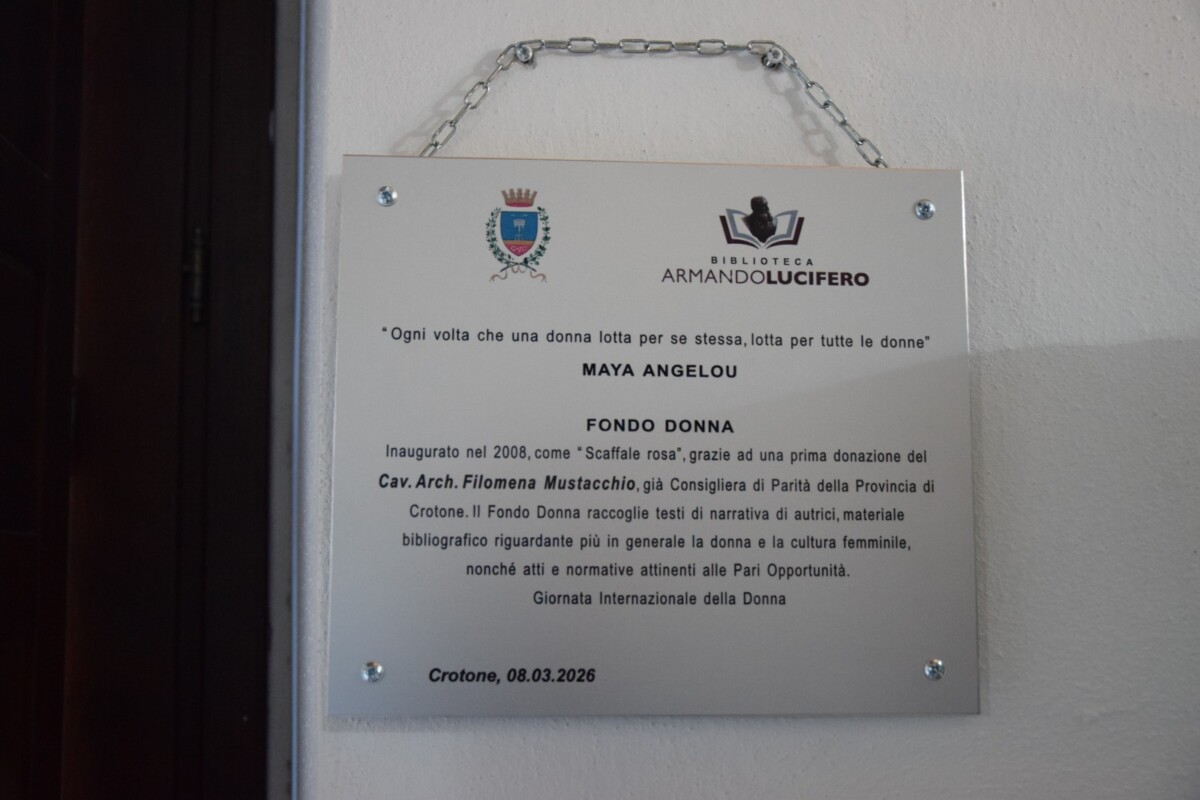 BIBLIOTECA
ARMANDOLUCIFERO
“Ogni volta che una donna lotta per se stessa, lotta per tutte le donne”
MAYA ANGELOU
FONDO DONNA
Inaugurato nel 2008, come “Scaffale rosa”, grazie ad una prima donazione del
Cav. Arch. Filomena Mustacchio, già Consigliera di Parità della Provincia di
Crotone. Il Fondo Donna raccoglie testi di narrativa di autrici, materiale
bibliografico riguardante più in generale la donna e la cultura femminile,
nonché atti e normative attinenti alle Pari Opportunità.
Giornata Internazionale della Donna
Crotone, 08.03.2026